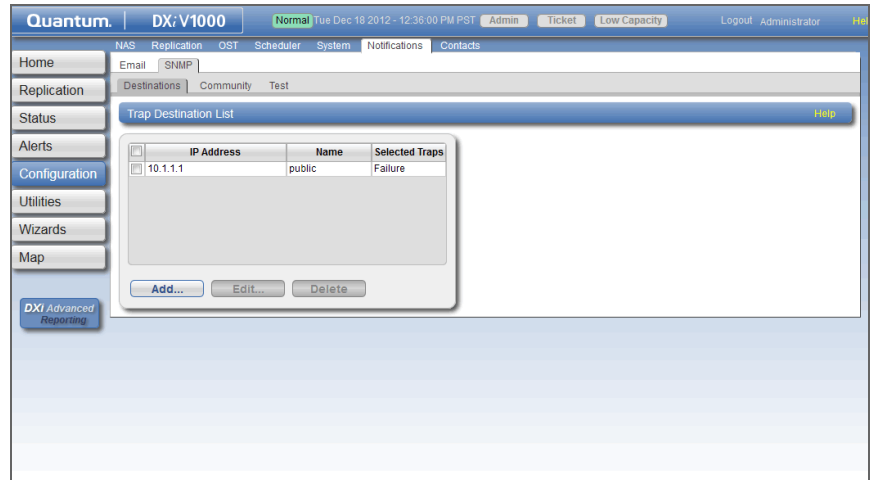 Quantum. DXi V1000 Normal Tue Dec 18 2012 - 12:36:00 PM PST Admin Ticket Low Capacity Logout Administrator Hel
NAS Replication OST Scheduler System Notifications Contacts
Home
Email SNMP
Replication
Destinations Community Test
Status
Trap Destination List Help
Alerts
IP Address Name Selected Traps
Configuration
10.1.1.1 public Failure
Utilities
Wizards
Map
Add... Edit... Delete
DXi Advanced
Reporting